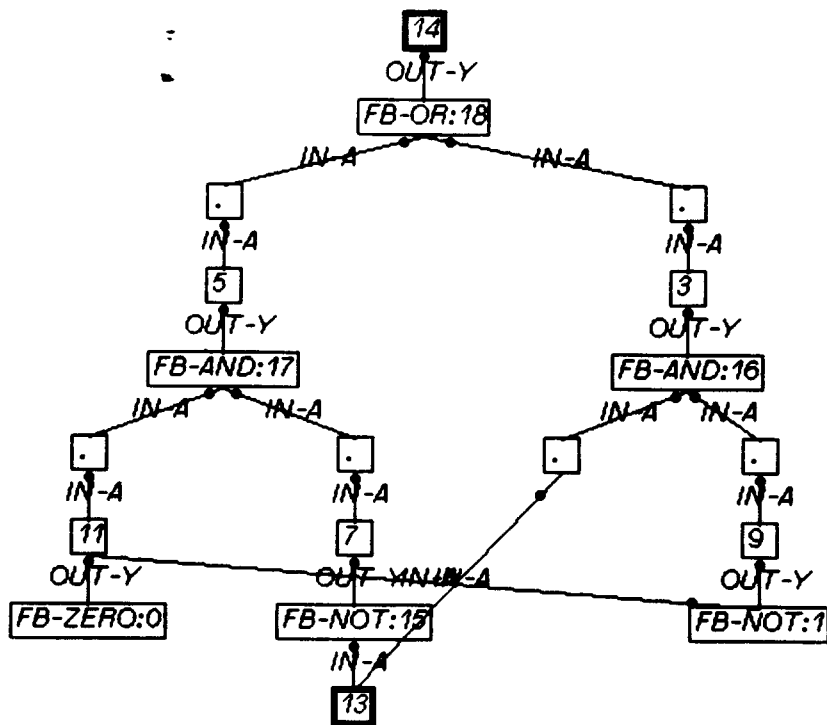 14
OUT-Y
FB-OR:18
IN-A IN-A
. .
IN-A IN-A
5 3
OUT-Y OUT-Y
FB-AND:17 FB-AND:16
IN-A IN-A IN-A IN-A
. . . .
IN-A IN-A IN-A
11 7 9
OUT-Y OUT-Y IN-A OUT-Y
FB-ZERO:0 FB-NOT:15 FB-NOT:1
IN-A
13